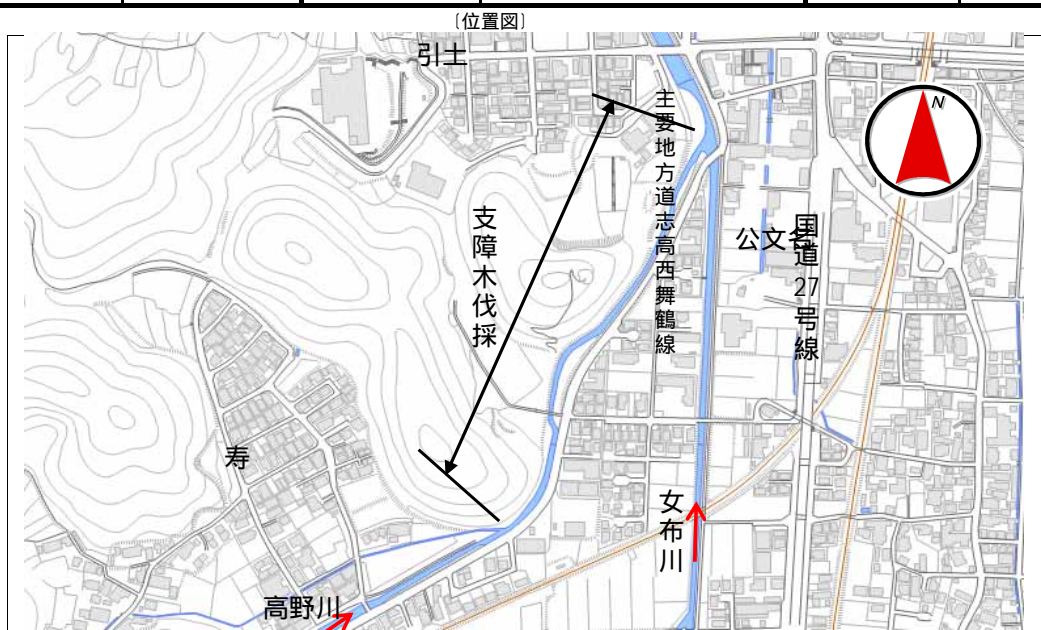 ［位置図］
引土
主要地方道志高西舞鶴線
N
支障木伐採
公文名
国道27号線
寿
女布川
高野川